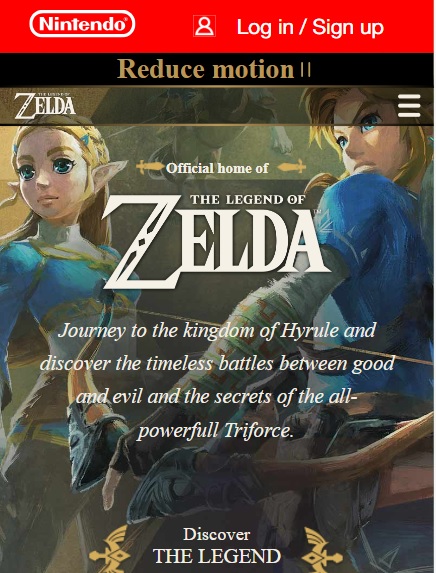 Nintendo
Log in / Sign up
Reduce motion
THE LEGEND OF
ZELDA
Official home of
THE LEGEND OF
ZELDA™
Journey to the kingdom of Hyrule and
discover the timeless battles between good
and evil and the secrets of the all-
powerfull Triforce.
Discover
THE LEGEND